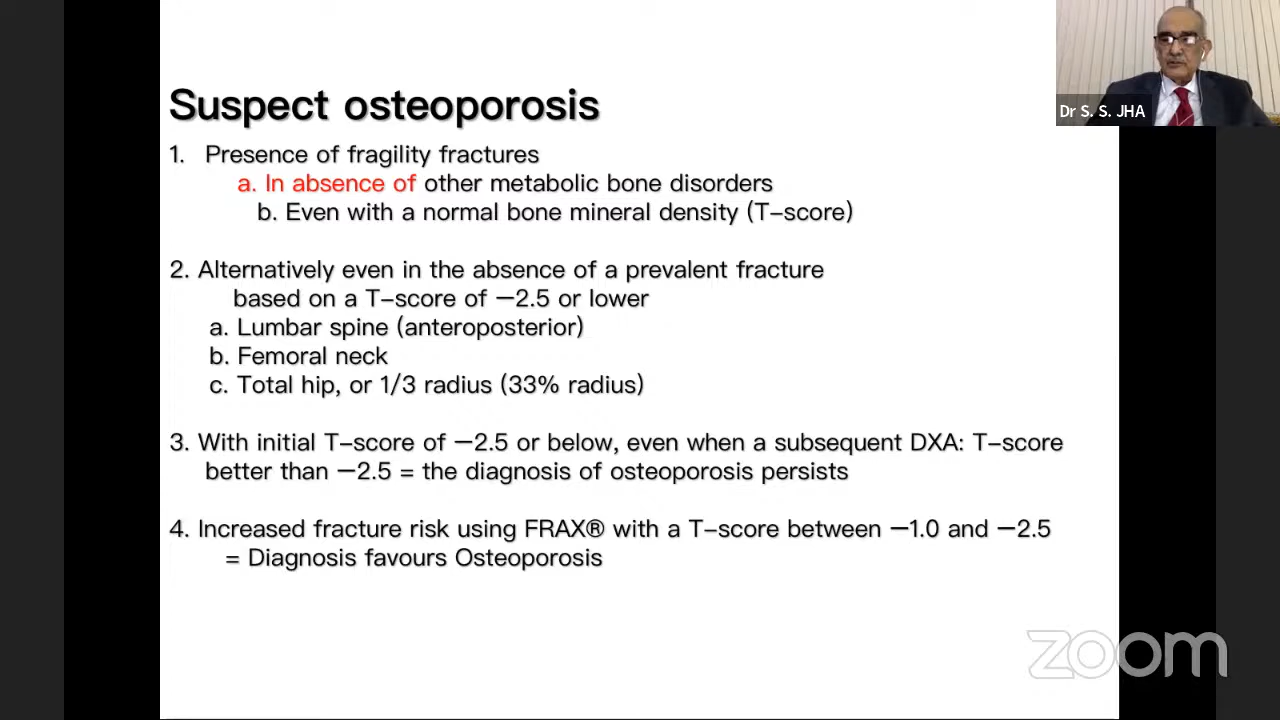 Suspect osteoporosis
1. Presence of fragility fractures
a. In absence of other metabolic bone disorders
b. Even with a normal bone mineral density (T-score)
2. Alternatively even in the absence of a prevalent fracture
based on a T-score of −2.5 or lower
a. Lumbar spine (anteroposterior)
b. Femoral neck
c. Total hip, or 1/3 radius (33% radius)
3. With initial T-score of −2.5 or below, even when a subsequent DXA: T-score
better than −2.5 = the diagnosis of osteoporosis persists
4. Increased fracture risk using FRAX® with a T-score between −1.0 and −2.5
= Diagnosis favours Osteoporosis
Dr S. S. JHA
zoom